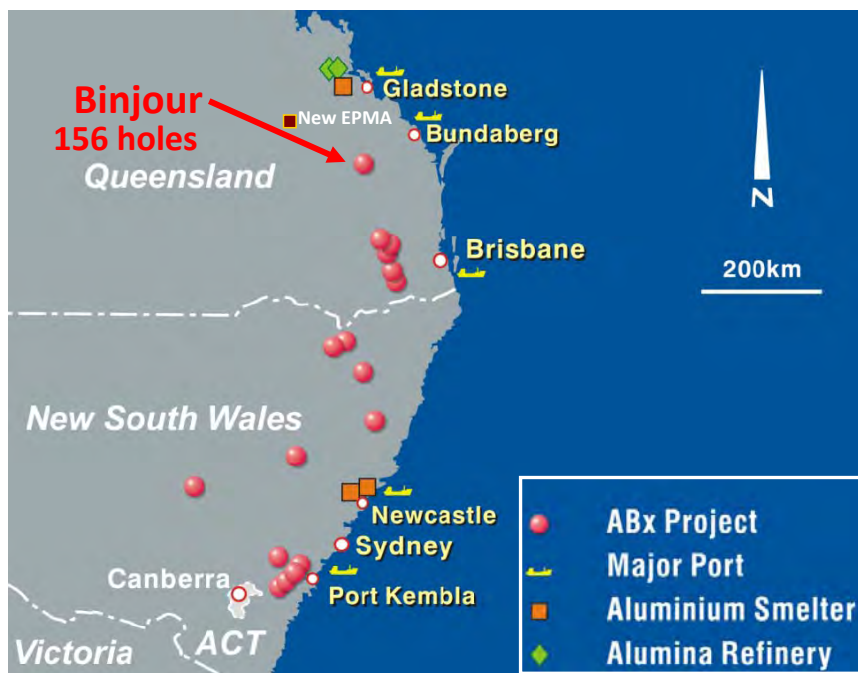 Gladstone
Binjour
New EPMA
156 holes
Bundaberg
Queensland
N
Brisbane
200km
New South Wales
Newcastle
Sydney
Canberra
Port Kembla
ACT
Victoria
ABx Project
Major Port
Aluminium Smelter
Alumina Refinery